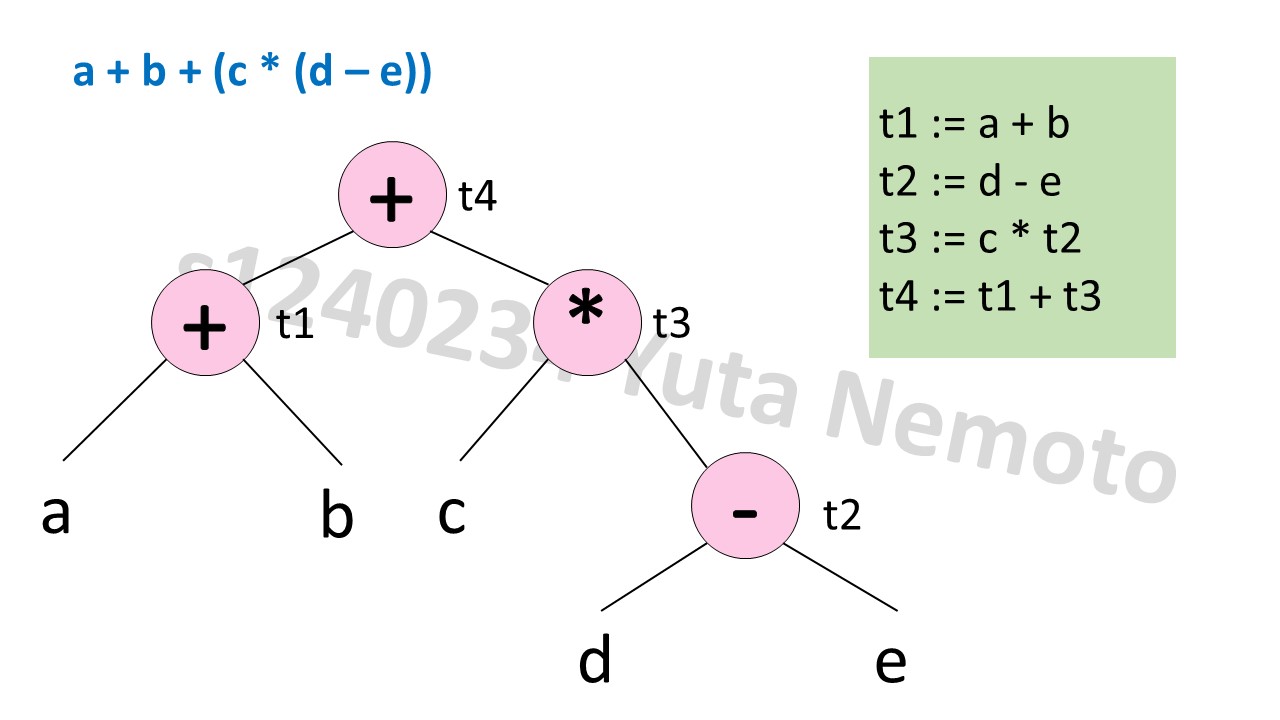 a + b + (c * (d – e))
t1 := a + b
t2 := d - e
t3 := c * t2
t4 := t1 + t3
+ t4
+ t1 * t3
a b c - t2
d e
s1240234 Yuta Nemoto